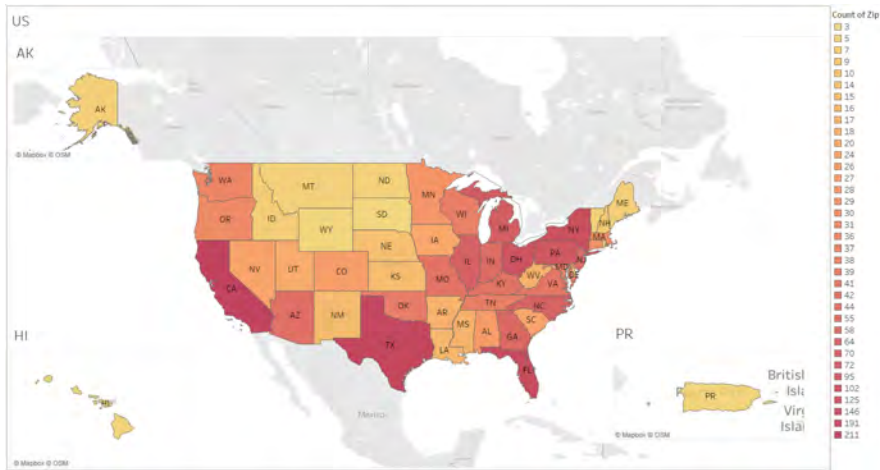 US
Count of Zip
3
5
7
9
10
14
15
16
17
18
20
24
26
27
28
29
30
31
36
37
38
39
41
42
44
55
58
64
70
72
95
102
125
146
191
211
AK
AK
© Mapbox © OSM
WA
MT
ND
MN
ME
OR
ID
SD
WI
MI
NY
NH
MA
WY
IA
NE
PA
NJ
NV
UT
CO
KS
IL
IN
OH
WV
MD
DE
VA
CA
MO
KY
NC
TN
AZ
NM
OK
AR
SC
MS
AL
GA
TX
LA
FL
HI
PR
Mexico
British
Isla
PR
Virg
Islá
© Mapbox © OSM
© Mapbox © OSM